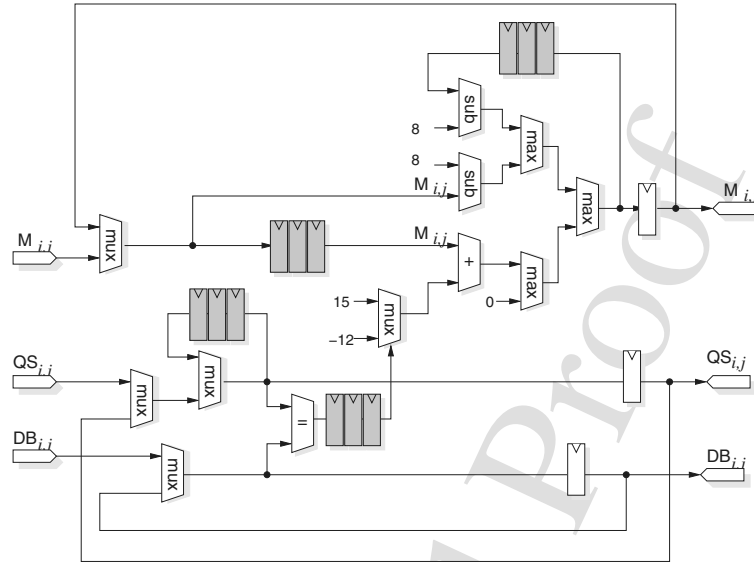 8
sub
8
max
M i,j
sub
max
M i,
M i,j
mux
M i,j
+
max
15
mux
0
-12
QS i,j
mux
mux
QS i,j
=
DB i,j
mux
DB i,j
Proof